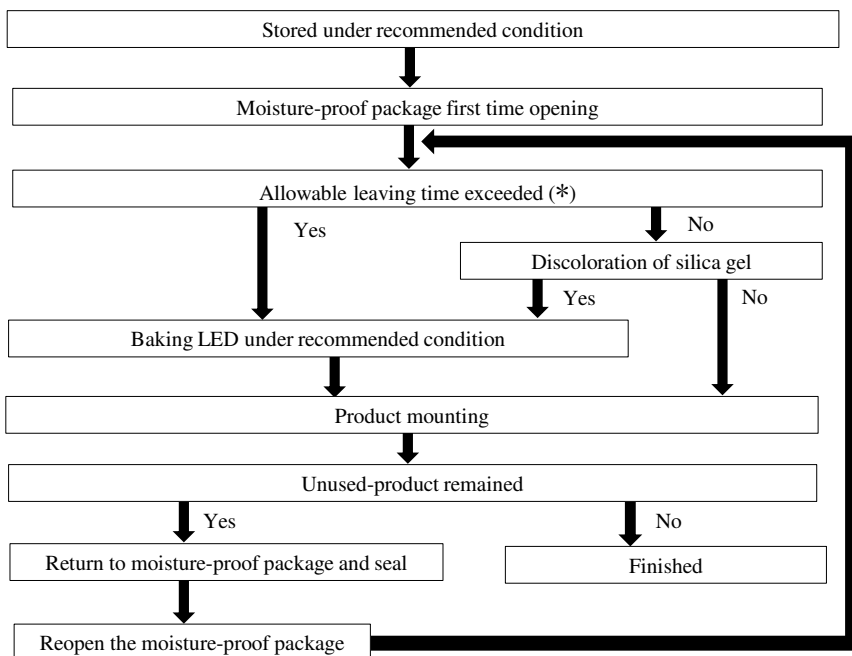 Stored under recommended condition
Moisture-proof package first time opening
Allowable leaving time exceeded (*)
Yes
No
Discoloration of silica gel
Yes
No
Baking LED under recommended condition
Product mounting
Unused-product remained
Yes
No
Return to moisture-proof package and seal
Finished
Reopen the moisture-proof package